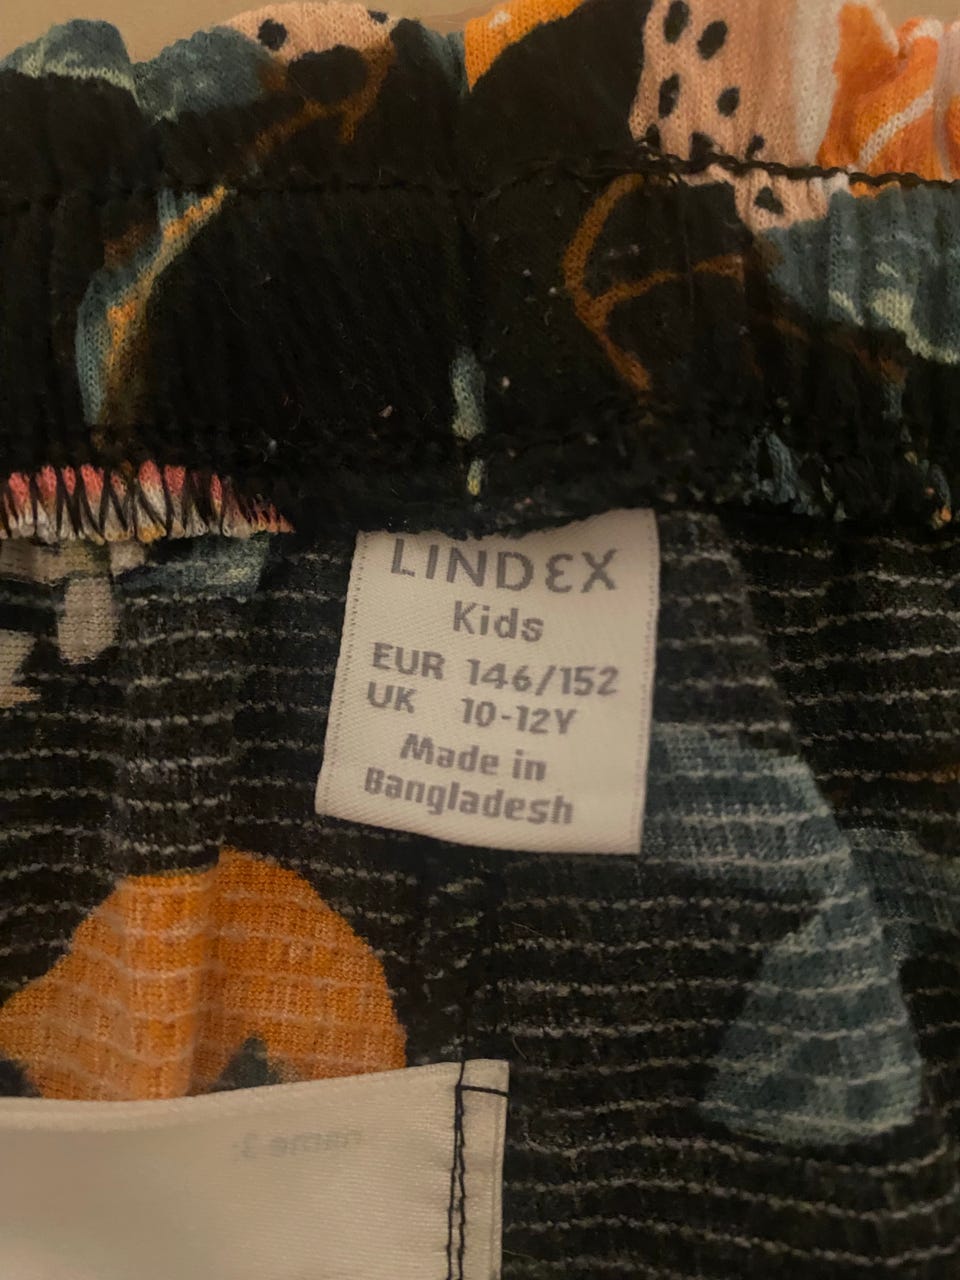 LINDEX
Kids
EUR 146/152
UK 10-12Y
Made in
Bangladesh